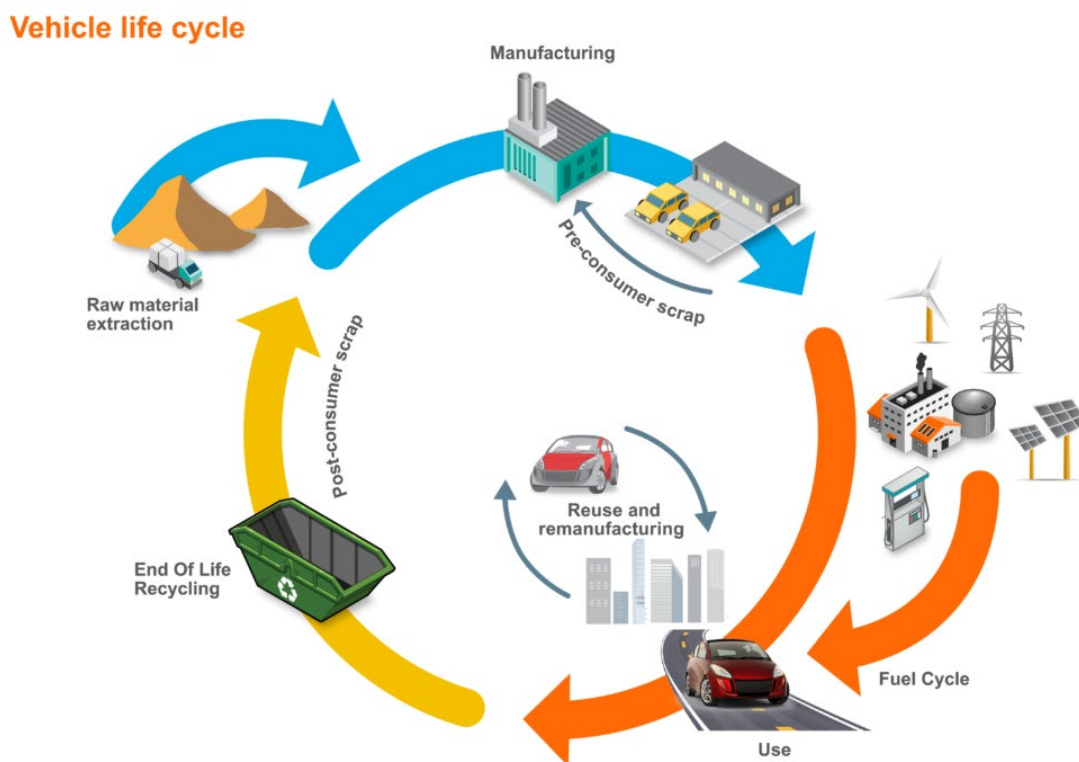 Vehicle life cycle
Manufacturing
Pre-consumer scrap
Raw material
extraction
Post-consumer scrap
Reuse and
remanufacturing
End Of Life
Recycling
Fuel Cycle
Use